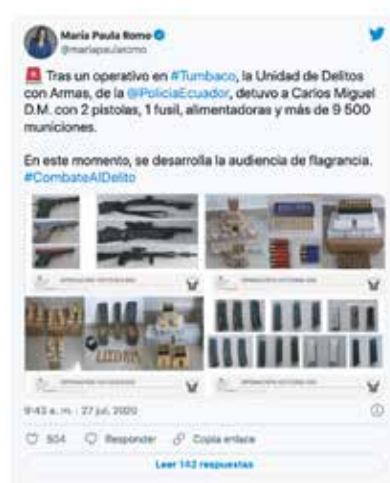 María Paula Romo
@mariapaularomo
Tras un operativo en #Tumbaco, la Unidad de Delitos
con Armas, de la @PoliciaEcuador, detuvo a Carlos Miguel
D.M. con 2 pistolas, 1 fusil, alimentadoras y más de 9 500
municiones.
En este momento, se desarrolla la audiencia de flagrancia.
#CombateAlDelito
9:43 a. m. · 27 jul. 2020
504 Responder Copia enlace
Leer 142 respuestas